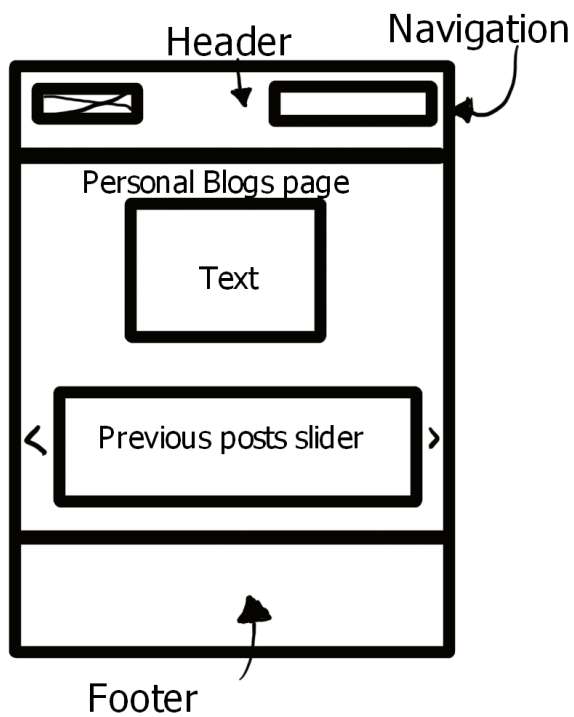 Header
Navigation
Personal Blogs page
Text
Previous posts slider
Footer